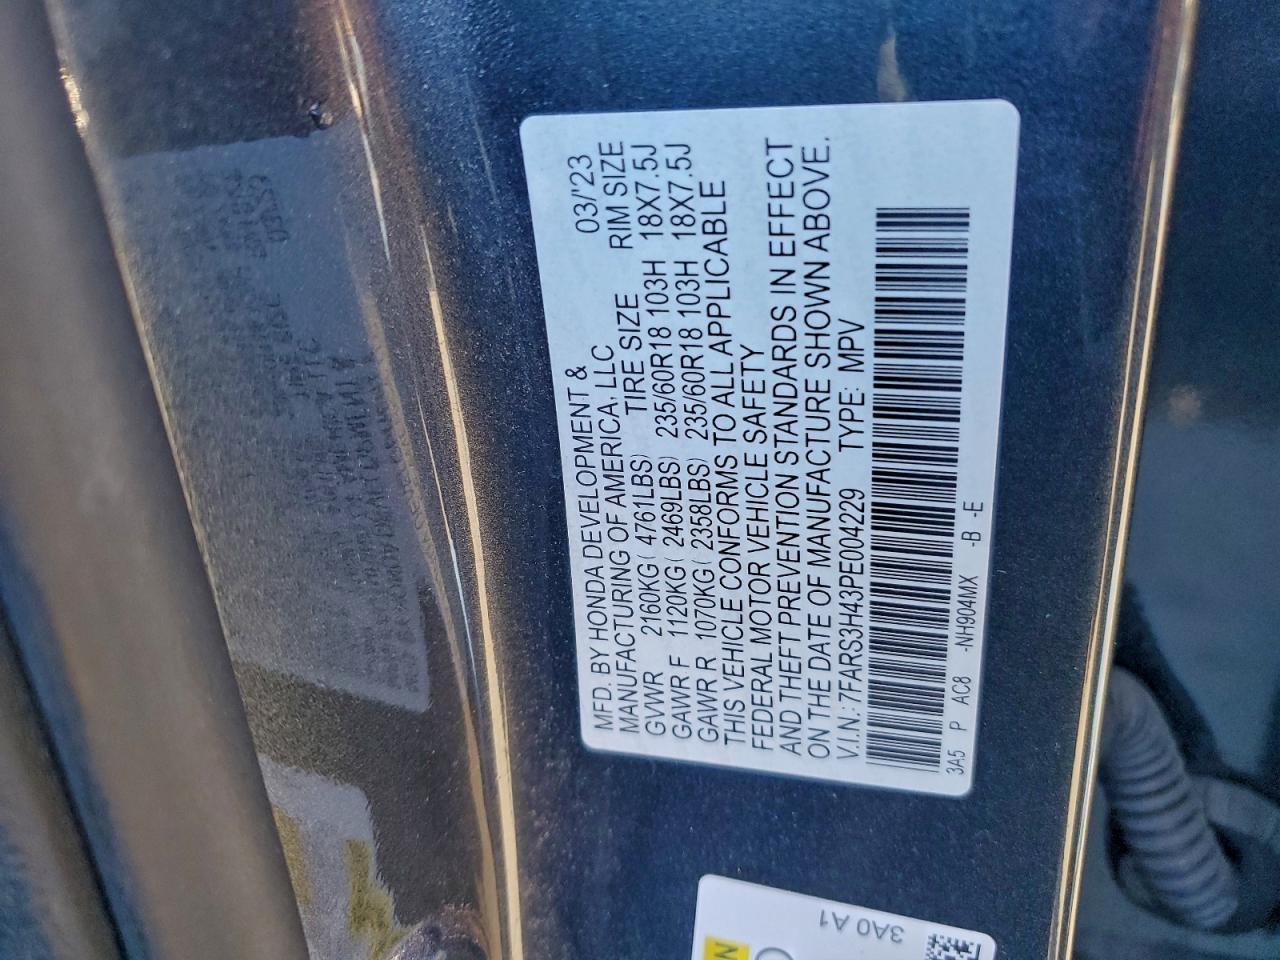 MFD. BY HONDA DEVELOPMENT & 03/'23
MANUFACTURING OF AMERICA, LLC
TIRE SIZE RIM SIZE
GVWR 2160KG ( 4761LBS)
GAWR F 1120KG ( 2469LBS) 235/60R18 103H 18X7.5J
GAWR R 1070KG ( 2358LBS) 235/60R18 103H 18X7.5J
THIS VEHICLE CONFORMS TO ALL APPLICABLE
FEDERAL MOTOR VEHICLE SAFETY
AND THEFT PREVENTION STANDARDS IN EFFECT
ON THE DATE OF MANUFACTURE SHOWN ABOVE.
V.I.N.: 7FARS3H43PE004229 TYPE: MPV
3A5 P AC8 -NH904MX -B -E
3A0 A1